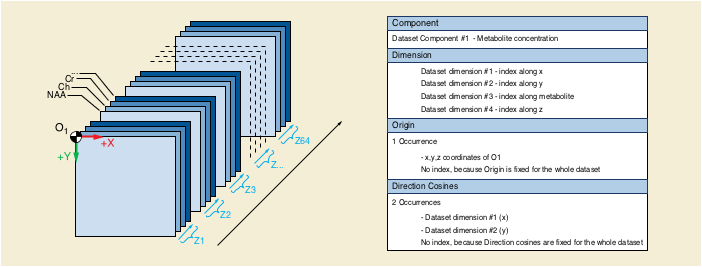 ...
Cr
Ch
NAA
O1
+X
+Y
Z1
Z2
Z3
Z...
Z64
Component
Dataset Component #1 - Metabolite concentration
Dimension
Dataset dimension #1 - index along x
Dataset dimension #2 - index along y
Dataset dimension #3 - index along metabolite
Dataset dimension #4 - index along z
Origin
1 Occurrence
- x,y,z coordinates of O1
No index, because Origin is fixed for the whole dataset
Direction Cosines
2 Occurrences
- Dataset dimension #1 (x)
- Dataset dimension #2 (y)
No index, because Direction cosines are fixed for the whole dataset